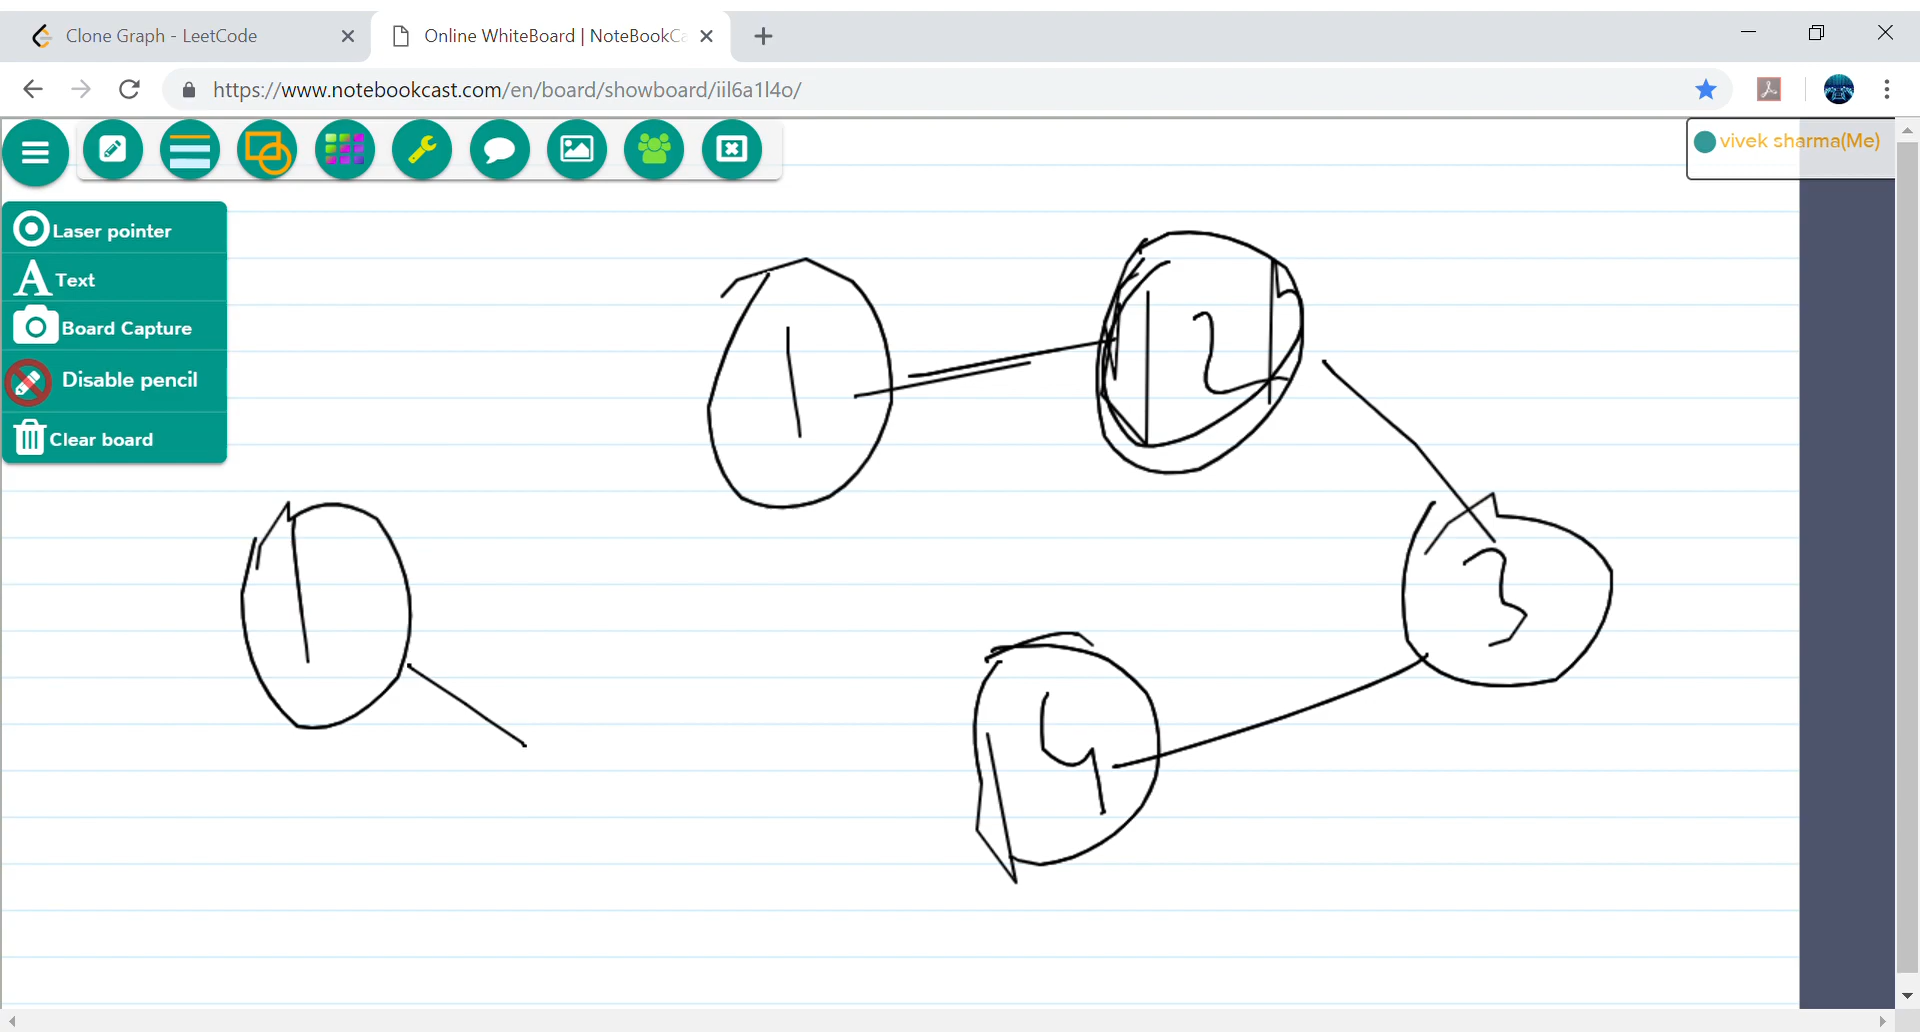 Clone Graph - LeetCode
Online WhiteBoard | NoteBookCa
https://www.notebookcast.com/en/board/showboard/iil6a1l4o/
vivek sharma(Me)
Laser pointer
Text
Board Capture
Disable pencil
Clear board
1
2
1
3
4